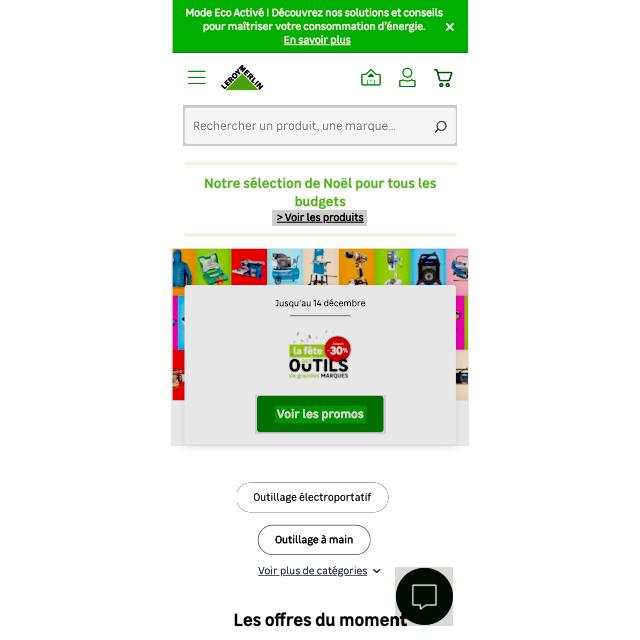 Mode Eco Activé ! Découvrez nos solutions et conseils
pour maîtriser votre consommation d'énergie.
En savoir plus
LEROY MERLIN
Rechercher un produit, une marque...
Notre sélection de Noël pour tous les
budgets
> Voir les produits
Jusqu'au 14 décembre
Jusqu'à
la fête -30%
OUTILS
de grandes MARQUES
Voir les promos
Outillage électroportatif
Outillage à main
Voir plus de catégories
Les offres du moment